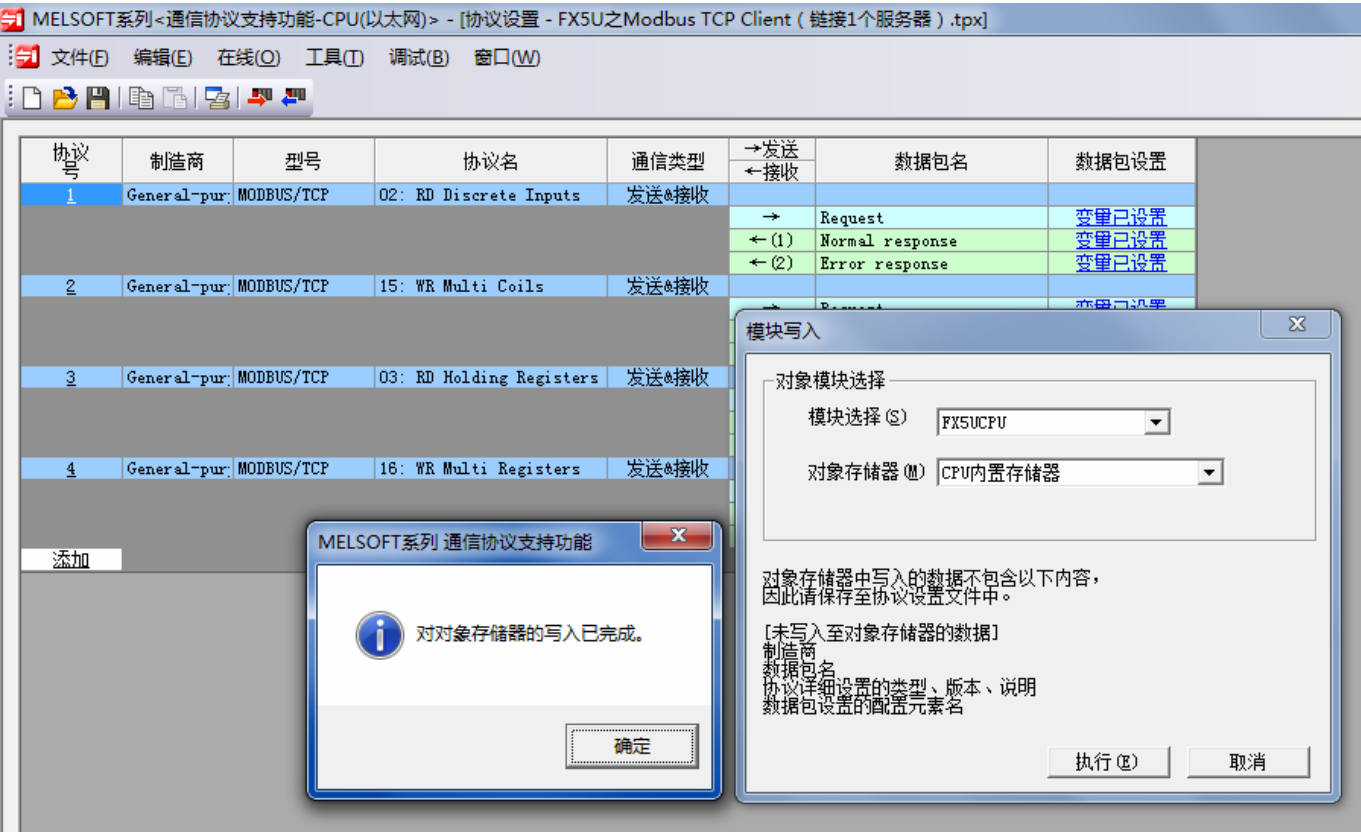 MELSOFT系列<通信协议支持功能-CPU(以太网)> - [协议设置 - FX5U之Modbus TCP Client（链接1个服务器）.tpx]
文件(F) 编辑(E) 在线(O) 工具(T) 调试(B) 窗口(W)
协议号 制造商 型号 协议名 通信类型 →发送 ←接收 数据包名 数据包设置
1 General-pur MODBUS/TCP 02: RD Discrete Inputs 发送&接收
→ Request 变量已设置
←(1) Normal response 变量已设置
←(2) Error response 变量已设置
2 General-pur MODBUS/TCP 15: WR Multi Coils 发送&接收
→ Request 变量已设置
3 General-pur MODBUS/TCP 03: RD Holding Registers 发送&接收
4 General-pur MODBUS/TCP 16: WR Multi Registers 发送&接收
添加
模块写入
对象模块选择
模块选择(S) FX5UCPU
对象存储器(M) CPU内置存储器
对象存储器中写入的数据不包含以下内容，
因此请保存至协议设置文件中。
[未写入至对象存储器的数据]
制造商
数据包名
协议详细设置的类型、版本、说明
数据包设置的配置元素名
执行(E) 取消
MELSOFT系列 通信协议支持功能
对对象存储器的写入已完成。
确定